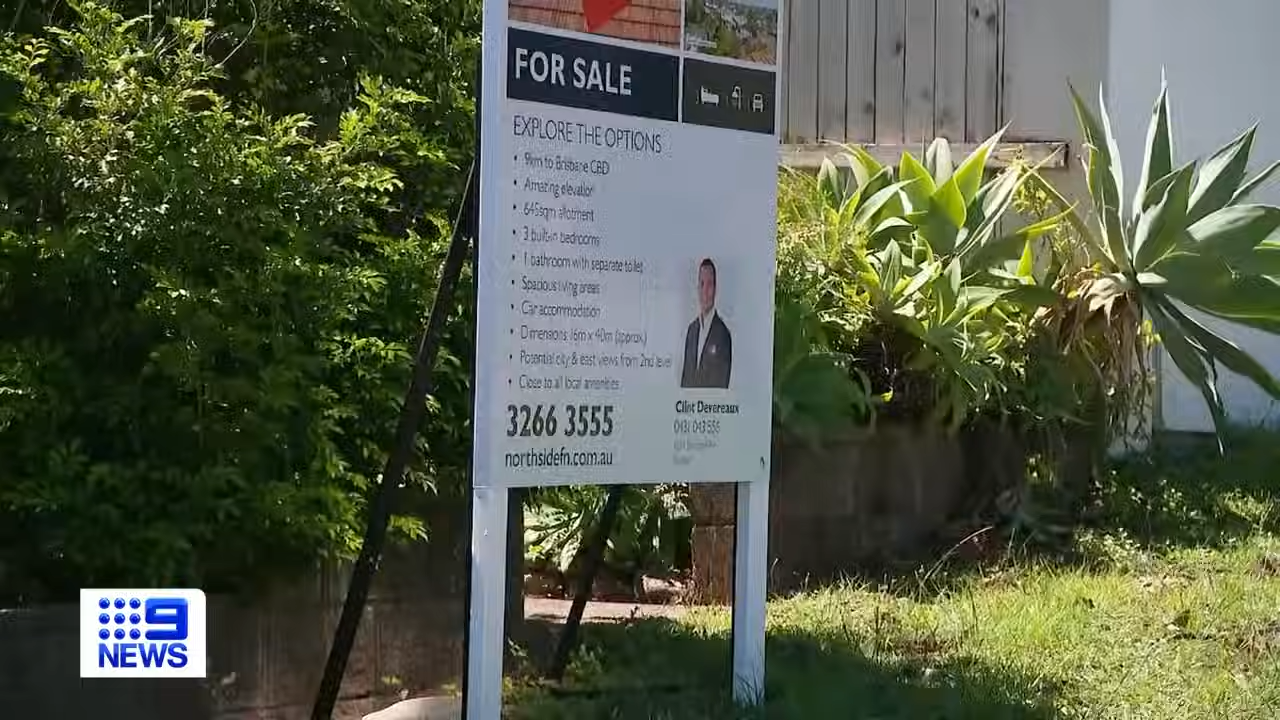 FOR SALE
EXPLORE THE OPTIONS
• 9km to Brisbane CBD
• Amazing elevation
• 645sqm allotment
• 3 built-in bedrooms
• 1 bathroom with separate toilet
• Spacious living areas
• Car accommodation
• Dimensions 16m x 40m (approx.)
• Potential city & east views from 2nd level
• Close to all local amenities
3266 3555
northsidefn.com.au
Clint Devereaux
9
NEWS